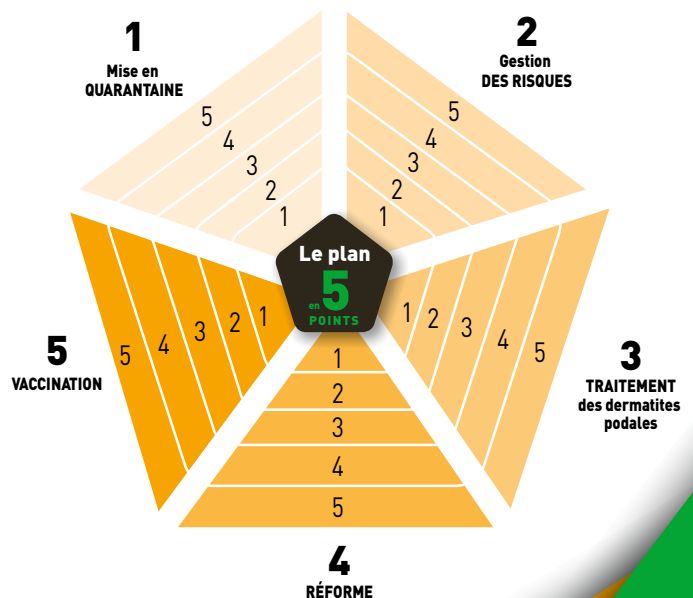 1
Mise en
QUARANTAINE
5
4
3
2
1
2
Gestion
DES RISQUES
5
4
3
2
1
Le plan
en 5
POINTS
1 2 3 4 5
3
TRAITEMENT
des dermatites
podales
5 4 3 2 1
5
VACCINATION
1
2
3
4
5
4
RÉFORME